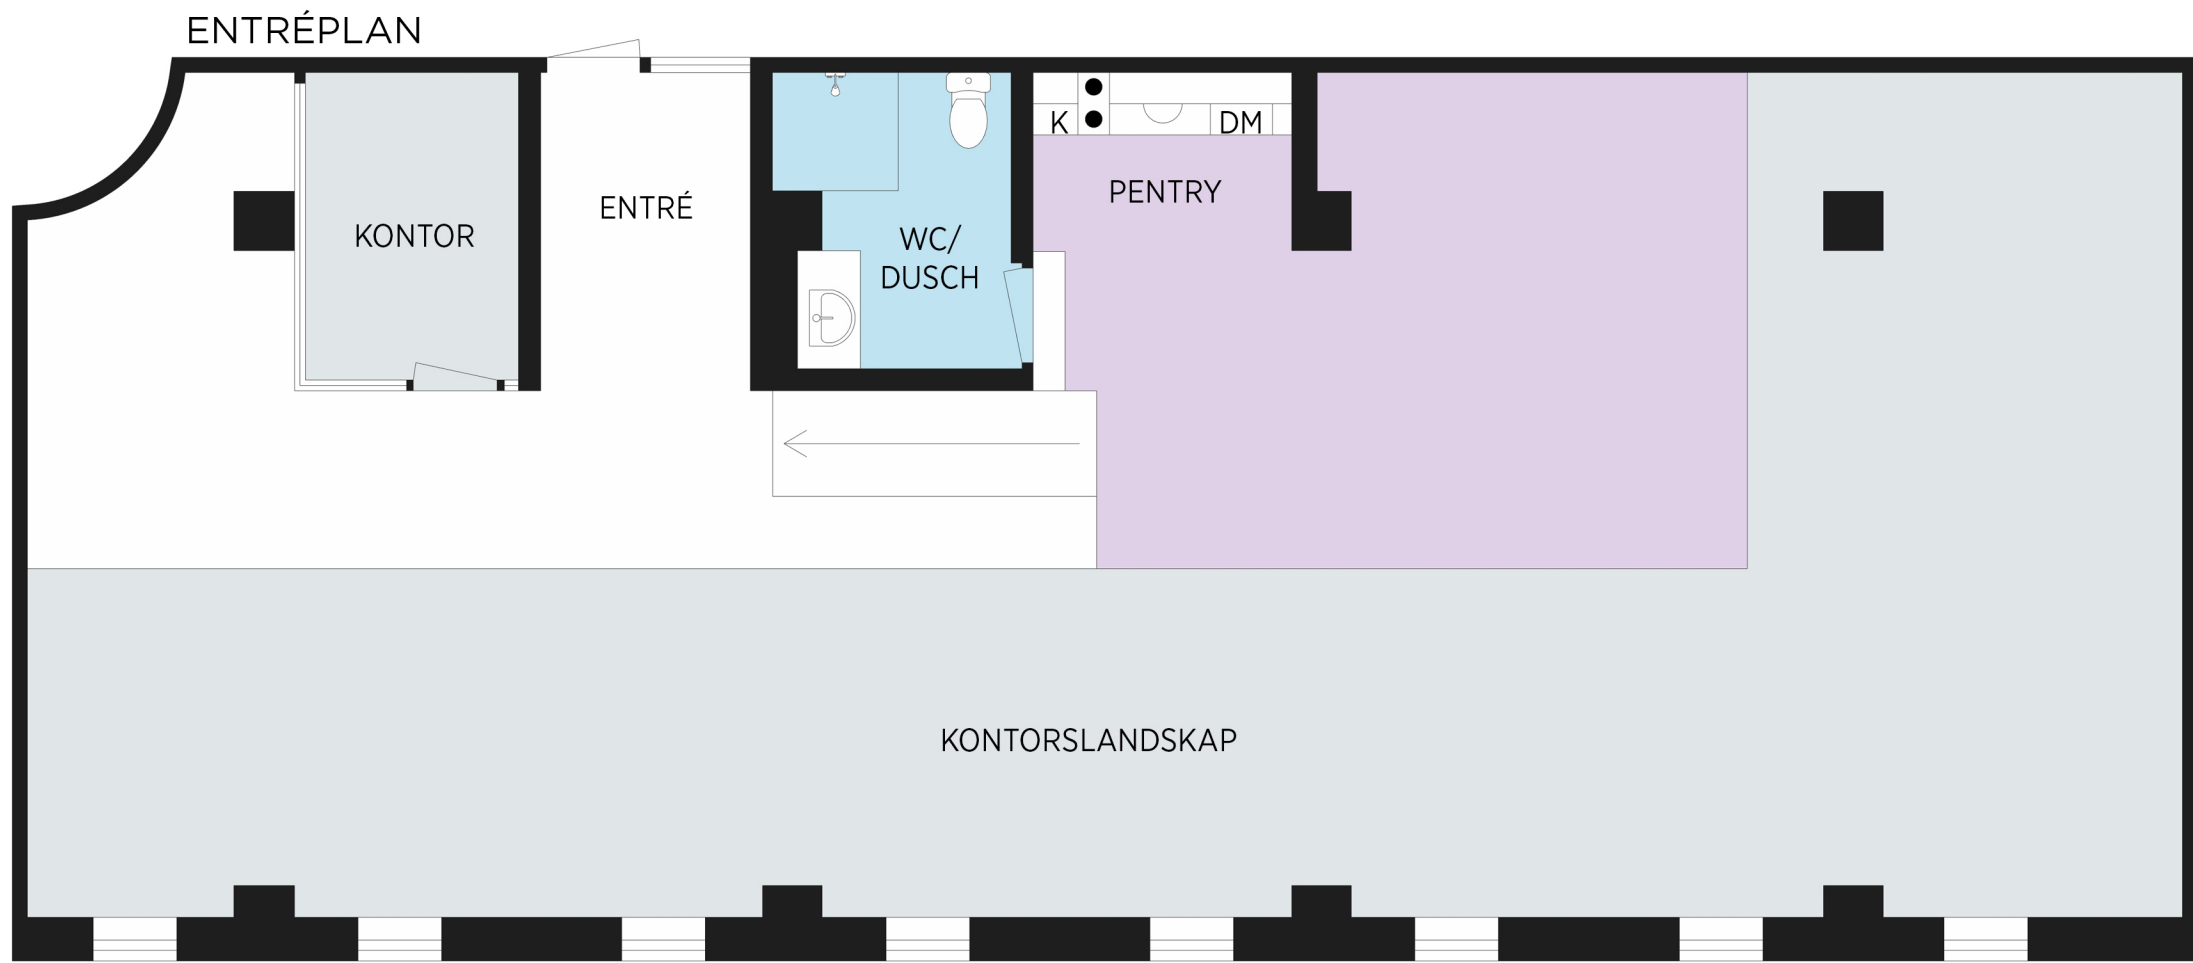 ENTRÉPLAN
K
DM
PENTRY
ENTRÉ
KONTOR
WC/
DUSCH
KONTORSLANDSKAP